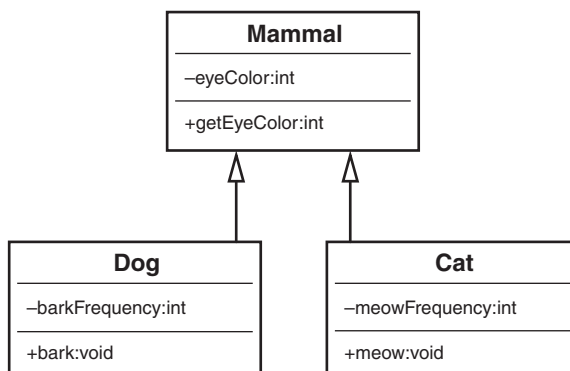 Mammal
–eyeColor:int
+getEyeColor:int
Dog
–barkFrequency:int
+bark:void
Cat
–meowFrequency:int
+meow:void